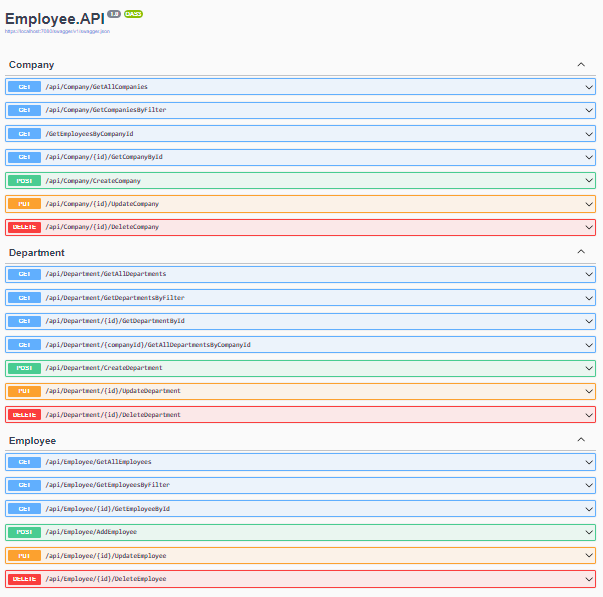 Employee.API 1.0 OAS3
https://localhost:7080/swagger/v1/swagger.json
Company
GET /api/Company/GetAllCompanies
GET /api/Company/GetCompaniesByFilter
GET /GetEmployeesByCompanyId
GET /api/Company/{id}/GetCompanyById
POST /api/Company/CreateCompany
PUT /api/Company/{id}/UpdateCompany
DELETE /api/Company/{id}/DeleteCompany
Department
GET /api/Department/GetAllDepartments
GET /api/Department/GetDepartmentsByFilter
GET /api/Department/{id}/GetDepartmentById
GET /api/Department/{companyId}/GetAllDepartmentsByCompanyId
POST /api/Department/CreateDepartment
PUT /api/Department/{id}/UpdateDepartment
DELETE /api/Department/{id}/DeleteDepartment
Employee
GET /api/Employee/GetAllEmployees
GET /api/Employee/GetEmployeesByFilter
GET /api/Employee/{id}/GetEmployeeById
POST /api/Employee/AddEmployee
PUT /api/Employee/{id}/UpdateEmployee
DELETE /api/Employee/{id}/DeleteEmployee